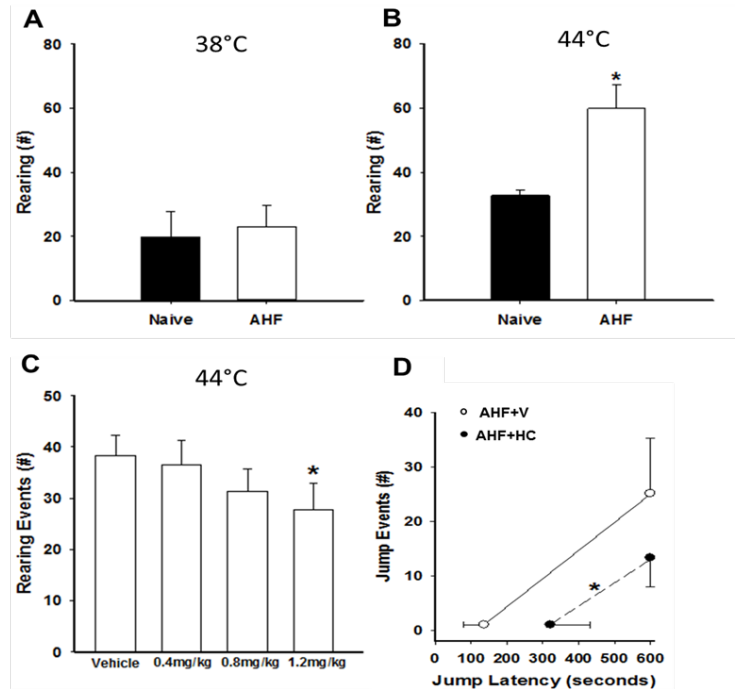 A
38°C
80
60
40
20
0
Rearing (#)
Naive AHF
B
44°C
80
60
40
20
0
Rearing (#)
*
Naive AHF
C
44°C
50
40
30
20
10
0
Rearing Events (#)
*
Vehicle 0.4mg/kg 0.8mg/kg 1.2mg/kg
D
AHF+V
AHF+HC
40
30
20
10
0
Jump Events (#)
*
0 100 200 300 400 500 600
Jump Latency (seconds)